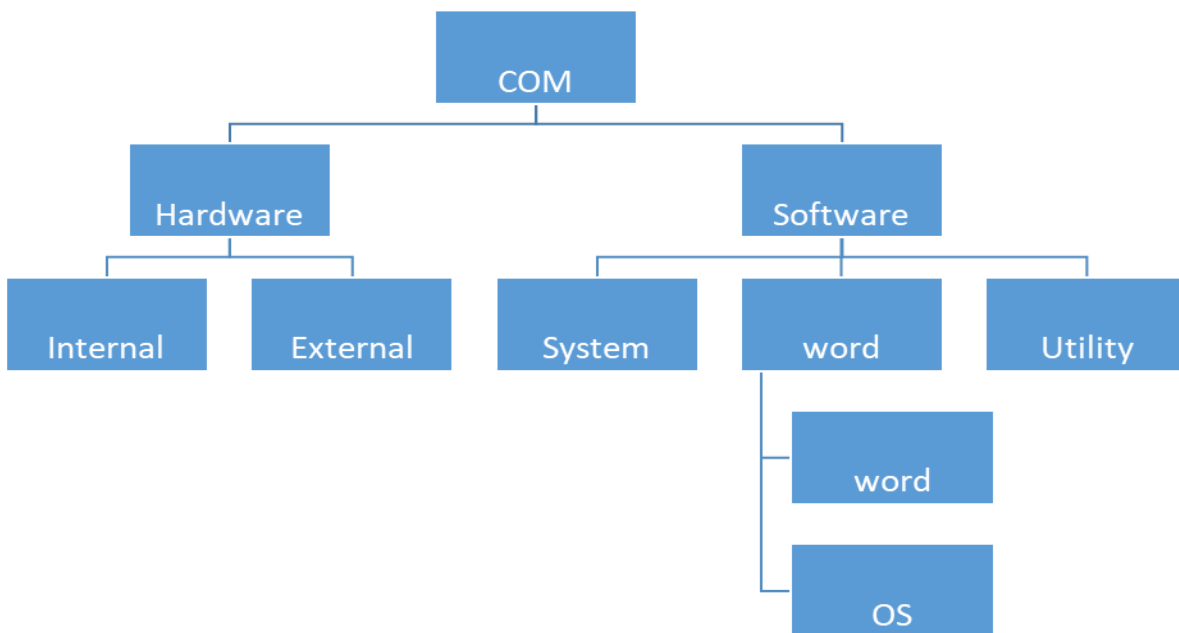 COM
Hardware
Software
Internal
External
System
word
Utility
word
OS